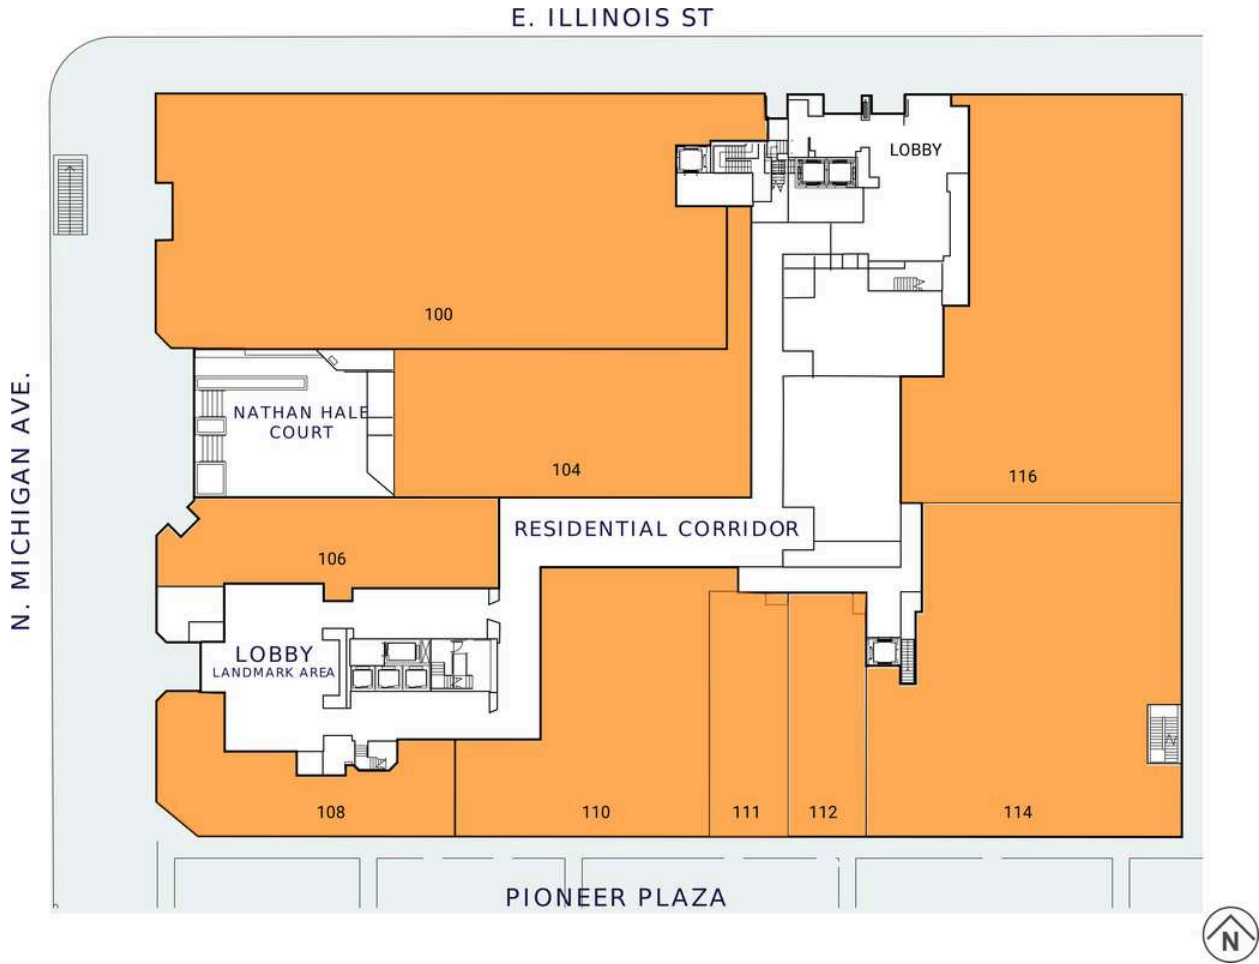 E. ILLINOIS ST
LOBBY
100
N. MICHIGAN AVE.
NATHAN HALE
COURT
104
116
RESIDENTIAL CORRIDOR
106
LOBBY
LANDMARK AREA
108
110
111
112
114
PIONEER PLAZA
N